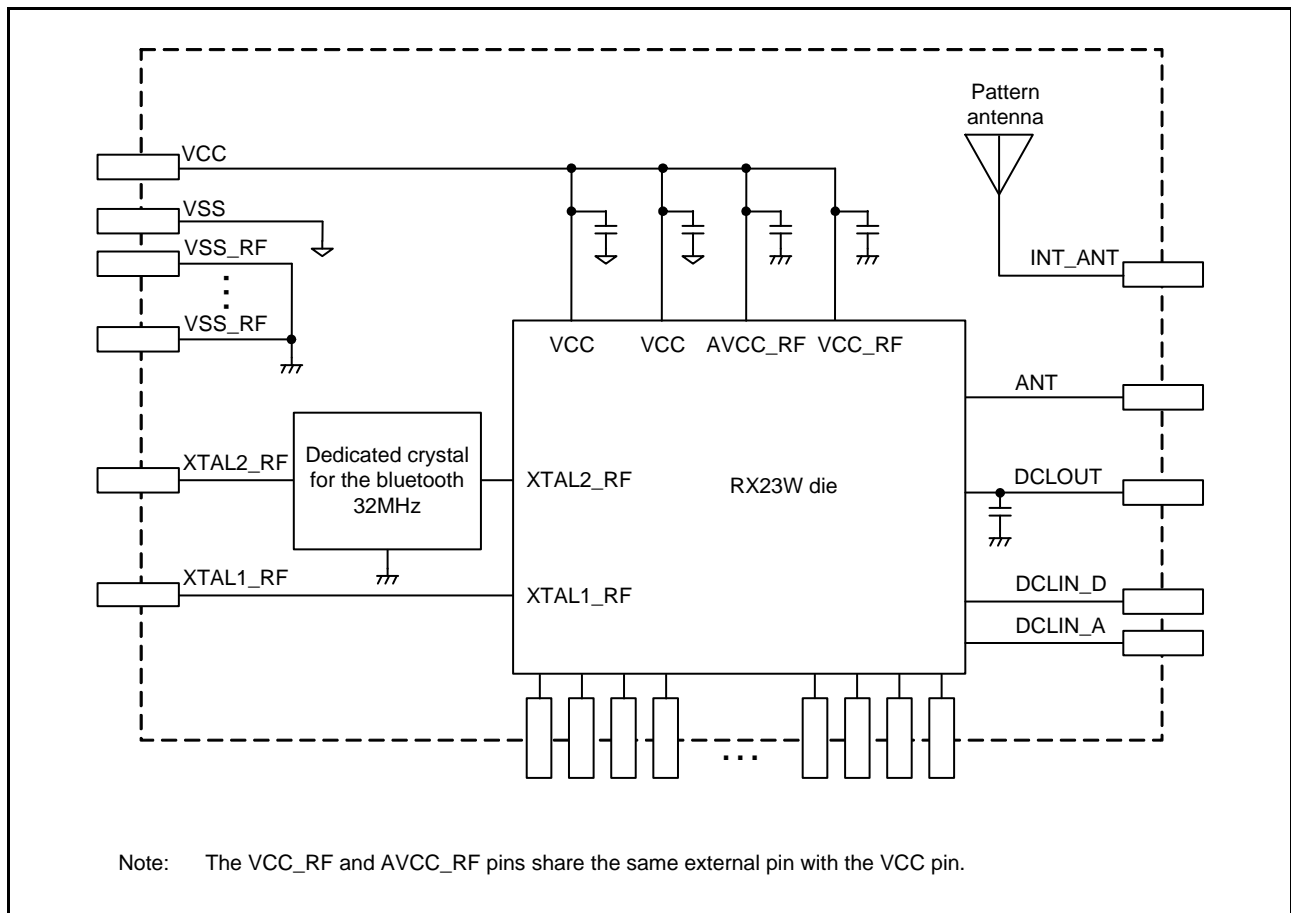 Pattern
antenna
VCC
VSS
VSS_RF
VSS_RF
INT_ANT
VCC
VCC
AVCC_RF
VCC_RF
ANT
XTAL2_RF
Dedicated crystal
for the bluetooth
32MHz
XTAL2_RF
RX23W die
DCLOUT
XTAL1_RF
XTAL1_RF
DCLIN_D
DCLIN_A
...
Note: The VCC_RF and AVCC_RF pins share the same external pin with the VCC pin.